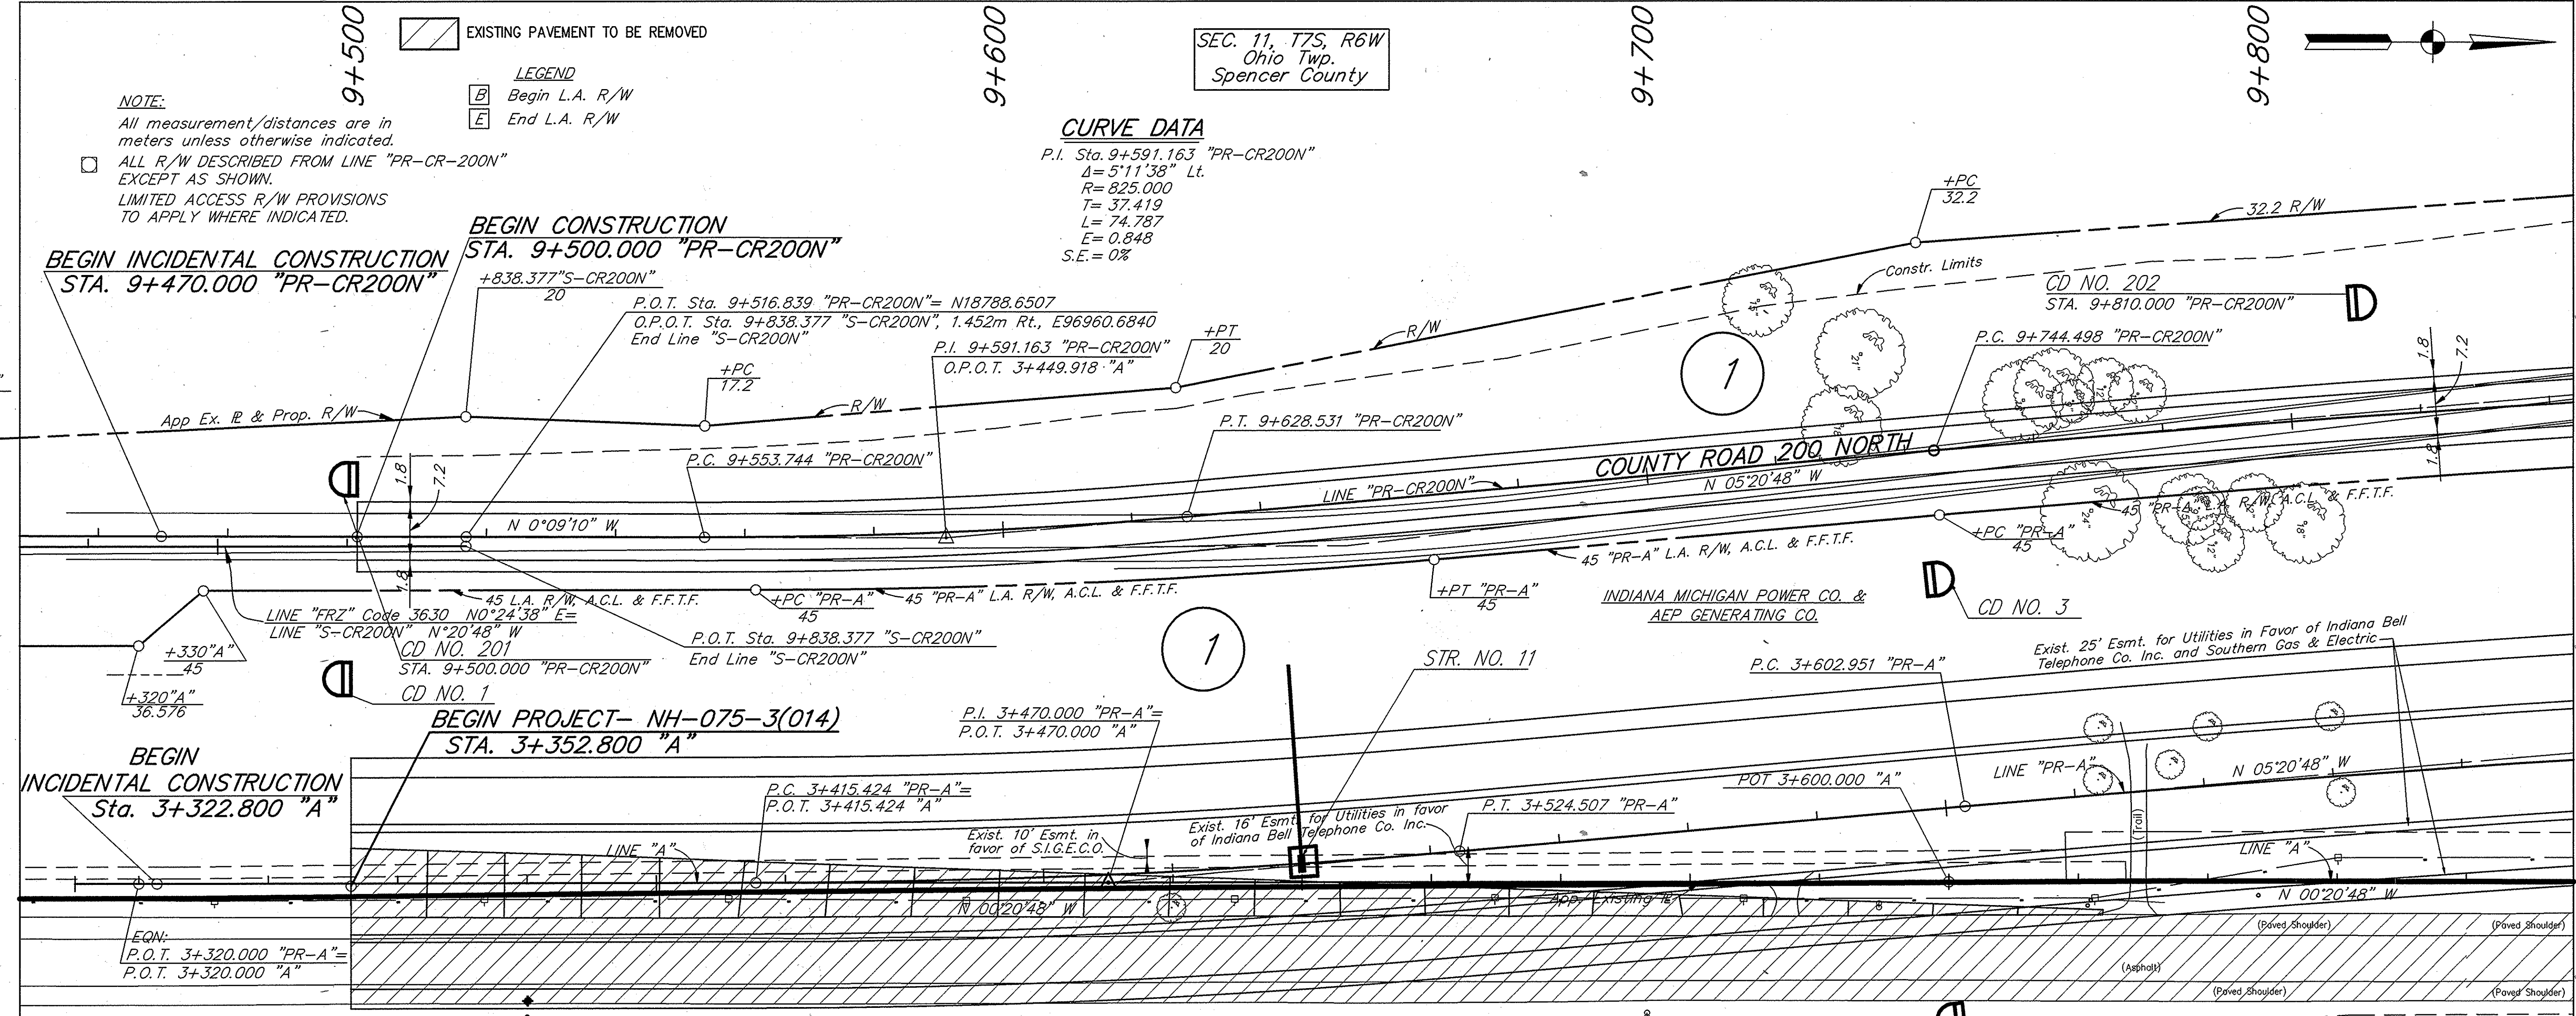 9+500
9+600
9+700
9+800
EXISTING PAVEMENT TO BE REMOVED
LEGEND
B Begin L.A. R/W
E End L.A. R/W
NOTE:
All measurement/distances are in
meters unless otherwise indicated.
ALL R/W DESCRIBED FROM LINE "PR-CR-200N"
EXCEPT AS SHOWN.
LIMITED ACCESS R/W PROVISIONS
TO APPLY WHERE INDICATED.
SEC. 11, T7S, R6W
Ohio Twp.
Spencer County
CURVE DATA
P.I. Sta. 9+591.163 "PR-CR200N"
Δ= 5°11'38" Lt.
R= 825.000
T= 37.419
L= 74.787
E= 0.848
S.E.= 0%
BEGIN INCIDENTAL CONSTRUCTION
STA. 9+470.000 "PR-CR200N"
BEGIN CONSTRUCTION
STA. 9+500.000 "PR-CR200N"
+838.377"S-CR200N"
20
P.O.T. Sta. 9+516.839 "PR-CR200N"= N18788.6507
O.P.O.T. Sta. 9+838.377 "S-CR200N", 1.452m Rt., E96960.6840
End Line "S-CR200N"
+PC
17.2
P.I. 9+591.163 "PR-CR200N"
O.P.O.T. 3+449.918 "A"
+PT
20
R/W
+PC
32.2
32.2 R/W
Constr. Limits
CD NO. 202
STA. 9+810.000 "PR-CR200N"
P.C. 9+744.498 "PR-CR200N"
1
1.8
7.2
1.8
App Ex. ⅊ & Prop. R/W
R/W
P.C. 9+553.744 "PR-CR200N"
P.T. 9+628.531 "PR-CR200N"
COUNTY ROAD 200 NORTH
N 05°20'48" W
LINE "PR-CR200N"
1.8
7.2
1.8
N 0°09'10" W
21"
24"
12"
18"
45 "PR-A" L.A. R/W, A.C.L. & F.F.T.F.
+PC "PR-A"
45
45 "PR-A" L.A. R/W, A.C.L. & F.F.T.F.
45 L.A. R/W, A.C.L. & F.F.T.F.
+PC "PR-A"
45
45 "PR-A" L.A. R/W, A.C.L. & F.F.T.F.
+PT "PR-A"
45
INDIANA MICHIGAN POWER CO. &
AEP GENERATING CO.
CD NO. 3
LINE "FRZ" Code 3630 N0°24'38" E=
LINE "S-CR200N" N°20'48" W
+330"A"
45
+320"A"
36.576
CD NO. 201
STA. 9+500.000 "PR-CR200N"
CD NO. 1
P.O.T. Sta. 9+838.377 "S-CR200N"
End Line "S-CR200N"
1
STR. NO. 11
P.C. 3+602.951 "PR-A"
Exist. 25' Esmt. for Utilities in Favor of Indiana Bell
Telephone Co. Inc. and Southern Gas & Electric
BEGIN PROJECT- NH-075-3(014)
STA. 3+352.800 "A"
P.I. 3+470.000 "PR-A"=
P.O.T. 3+470.000 "A"
BEGIN
INCIDENTAL CONSTRUCTION
Sta. 3+322.800 "A"
P.C. 3+415.424 "PR-A"=
P.O.T. 3+415.424 "A"
POT 3+600.000 "A"
LINE "PR-A"
N 05°20'48" W
P.T. 3+524.507 "PR-A"
Exist. 10' Esmt. in
favor of S.I.G.E.C.O.
Exist. 16' Esmt. for Utilities in favor
of Indiana Bell Telephone Co. Inc.
(Trail)
LINE "A"
LINE "A"
App. Existing ⅊
N 00°20'48" W
N 00°20'48" W
EQN:
P.O.T. 3+320.000 "PR-A"=
P.O.T. 3+320.000 "A"
(Paved Shoulder)
(Paved Shoulder)
(Asphalt)
(Paved Shoulder)
(Paved Shoulder)